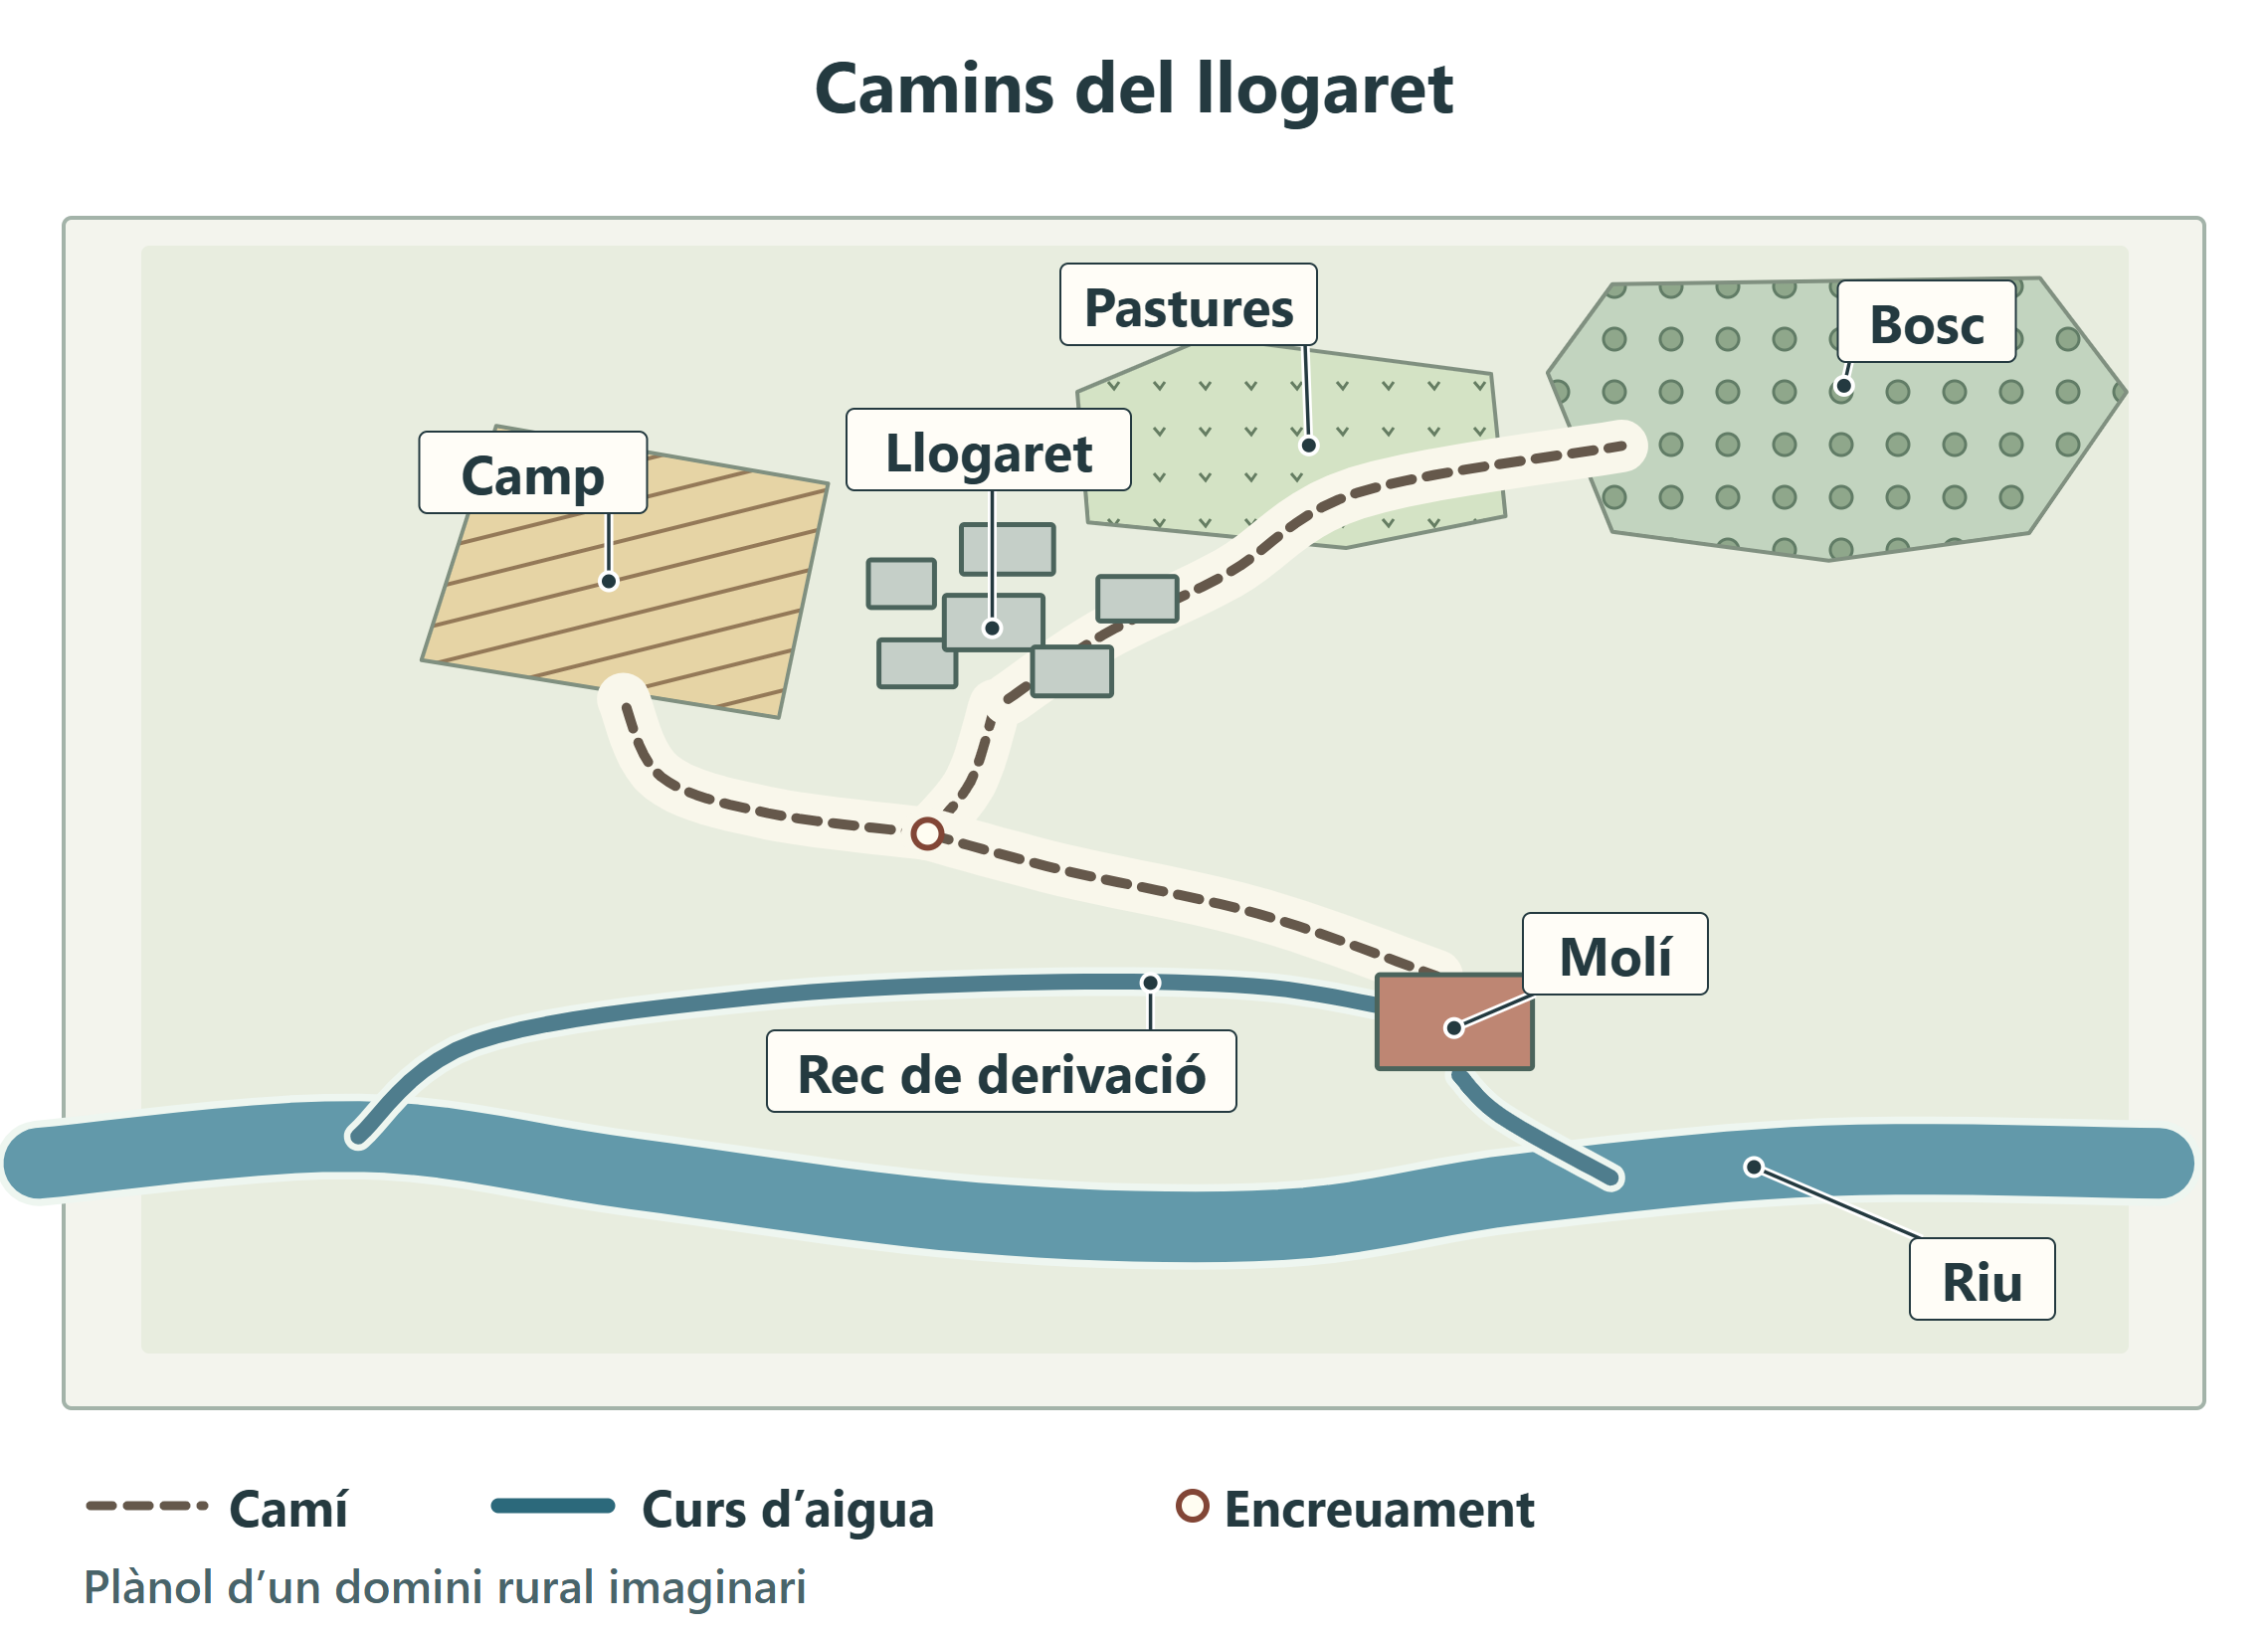 Camins del llogaret
Pastures
Bosc
Llogaret
Camp
Molí
Rec de derivació
Riu
Camí
Curs d’aigua
Encreuament
Plànol d’un domini rural imaginari